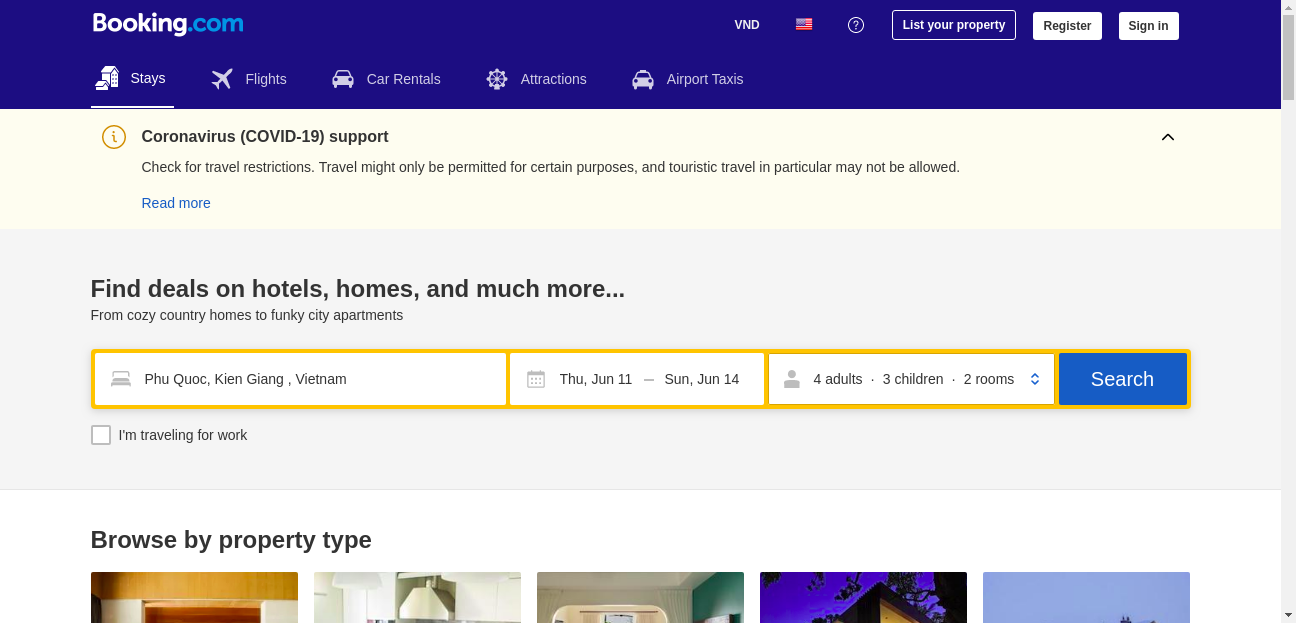 Booking.com
VND
List your property
Register
Sign in
Stays
Flights
Car Rentals
Attractions
Airport Taxis
Coronavirus (COVID-19) support
Check for travel restrictions. Travel might only be permitted for certain purposes, and touristic travel in particular may not be allowed.
Read more
Find deals on hotels, homes, and much more...
From cozy country homes to funky city apartments
Phu Quoc, Kien Giang , Vietnam
Thu, Jun 11 — Sun, Jun 14
4 adults · 3 children · 2 rooms
Search
I'm traveling for work
Browse by property type